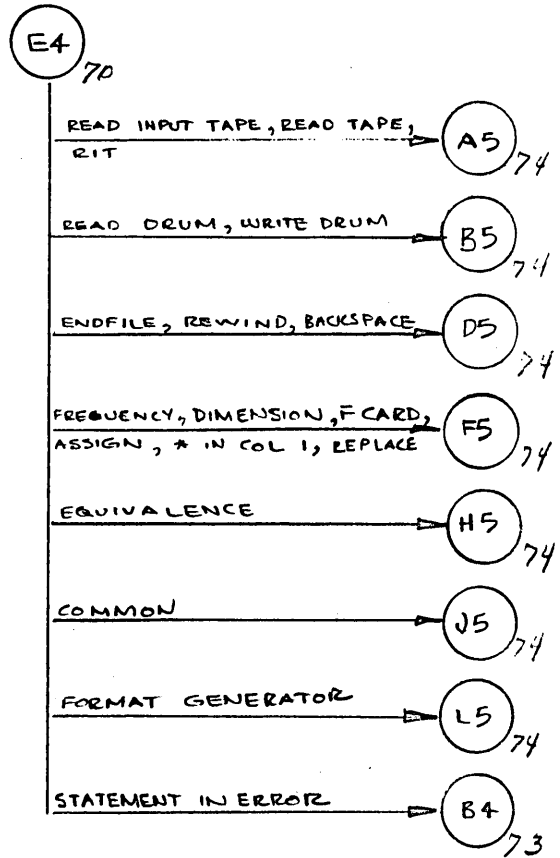 E4
70
READ INPUT TAPE, READ TAPE,
RIT
A5
74
READ DRUM, WRITE DRUM
B5
74
ENDFILE, REWIND, BACKSPACE
D5
74
FREQUENCY, DIMENSION, F CARD,
ASSIGN, * IN COL 1, REPLACE
F5
74
EQUIVALENCE
H5
74
COMMON
J5
74
FORMAT GENERATOR
L5
74
STATEMENT IN ERROR
B4
73